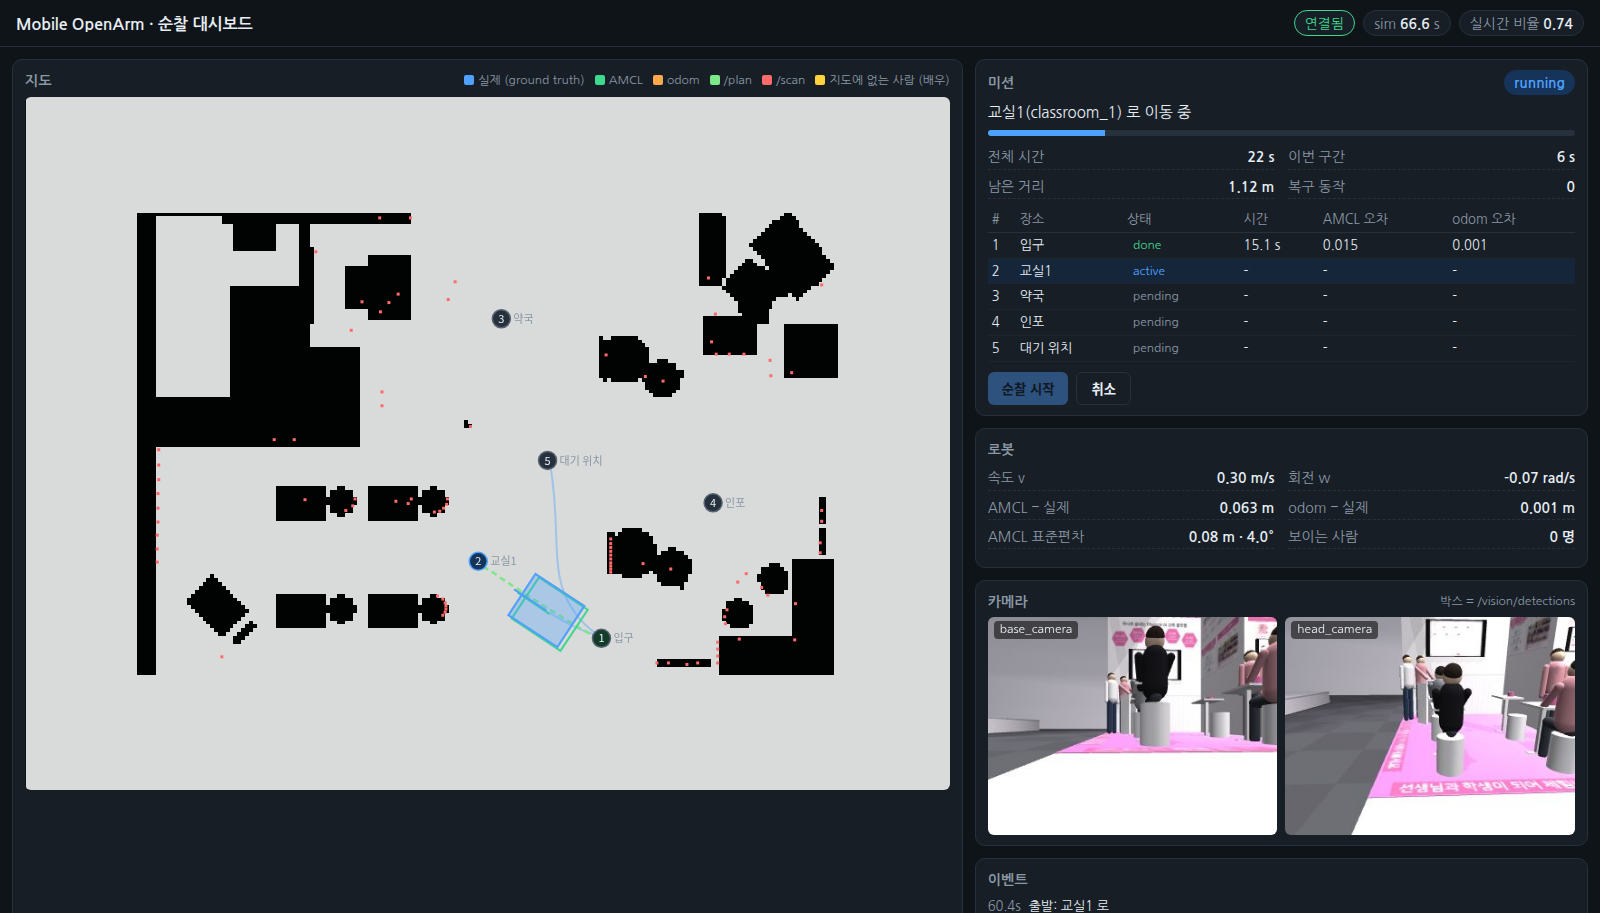 Mobile OpenArm · 순찰 대시보드
연결됨
sim 66.6 s
실시간 비율 0.74
지도
실제 (ground truth)
AMCL
odom
/plan
/scan
지도에 없는 사람 (배우)
3 약국
5 대기 위치
4 인포
2 교실1
1 입구
미션
running
교실1(classroom_1) 로 이동 중
전체 시간 22 s 이번 구간 6 s
남은 거리 1.12 m 복구 동작 0
# 장소 상태 시간 AMCL 오차 odom 오차
1 입구 done 15.1 s 0.015 0.001
2 교실1 active - - -
3 약국 pending - - -
4 인포 pending - - -
5 대기 위치 pending - - -
순찰 시작 취소
로봇
속도 v 0.30 m/s 회전 w -0.07 rad/s
AMCL − 실제 0.063 m odom − 실제 0.001 m
AMCL 표준편차 0.08 m · 4.0° 보이는 사람 0 명
카메라
박스 = /vision/detections
base_camera
head_camera
선생님과 학생이 되어
이벤트
60.4s 출발: 교실1 로